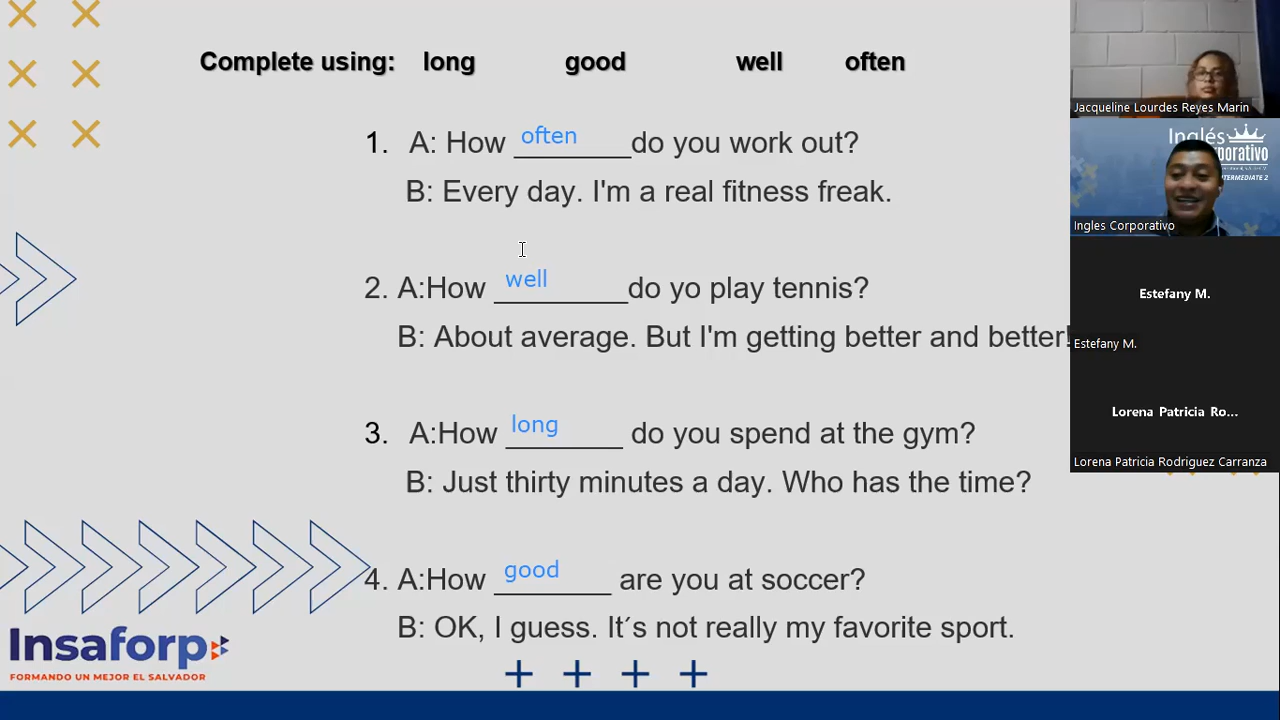 Complete using: long good well often
1. A: How often do you work out?
B: Every day. I'm a real fitness freak.
2. A:How well do yo play tennis?
B: About average. But I'm getting better and better!
3. A:How long do you spend at the gym?
B: Just thirty minutes a day. Who has the time?
4. A:How good are you at soccer?
B: OK, I guess. It´s not really my favorite sport.
Insaforp
FORMANDO UN MEJOR EL SALVADOR
Jacqueline Lourdes Reyes Marin
Inglés
Ingles Corporativo
Estefany M.
Estefany M.
Lorena Patricia Ro...
Lorena Patricia Rodriguez Carranza